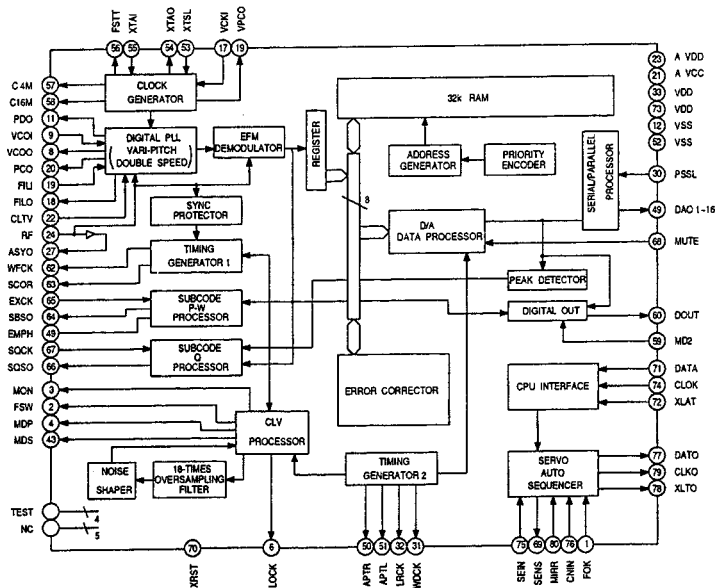 FSTT
XTAI
XTAO
XTSL
VCKI
VPCO
56
55
54
53
17
19
C4M 57
C16M 58
PDO 11
VCOI 9
VCOO 8
PCO 20
FILI 19
FILO 18
CLTV 22
RF 24
ASYO 27
WFCK 62
SCOR 63
EXCK 65
SBSO 64
EMPH 49
SQCK 67
SQSO 66
MON 3
FSW 2
MDP 4
MDS 43
TEST 4
NC 5
CLOCK
GENERATOR
DIGITAL PLL
VARI-PITCH
(DOUBLE SPEED)
EFM
DEMODULATOR
REGISTER
SYNC
PROTECTOR
TIMING
GENERATOR 1
SUBCODE
P-W
PROCESSOR
SUBCODE
Q
PROCESSOR
CLV
PROCESSOR
NOISE
SHAPER
18-TIMES
OVERSAMPLING
FILTER
32k RAM
ADDRESS
GENERATOR
PRIORITY
ENCODER
8
D/A
DATA PROCESSOR
SERIAL/PARALLEL
PROCESSOR
PEAK DETECTOR
DIGITAL OUT
ERROR CORRECTOR
CPU INTERFACE
TIMING
GENERATOR 2
SERVO
AUTO
SEQUENCER
23 A VDD
21 A VCC
33 VDD
73 VDD
12 VSS
52 VSS
30 PSSL
49 DAO 1~16
68 MUTE
60 DOUT
59 MD2
71 DATA
74 CLOK
72 XLAT
77 DATO
79 CLKO
78 XLTO
70
6
50
51
32
31
75
69
80
76
1
XRST
LOCK
APTR
APTL
LRCK
WDCK
SEIN
SENS
MIRR
CNIN
FOK